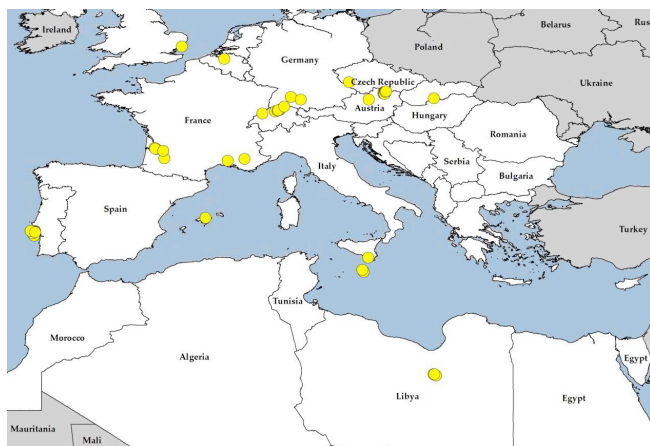 Ireland
Belarus
Rus
Poland
Germany
Czech Republic
Ukraine
Austria
France
Hungary
Romania
Serbia
Italy
Bulgaria
Spain
Turkey
Tunisia
Morocco
Algeria
Egypt
Libya
Egypt
Mauritania
Mali